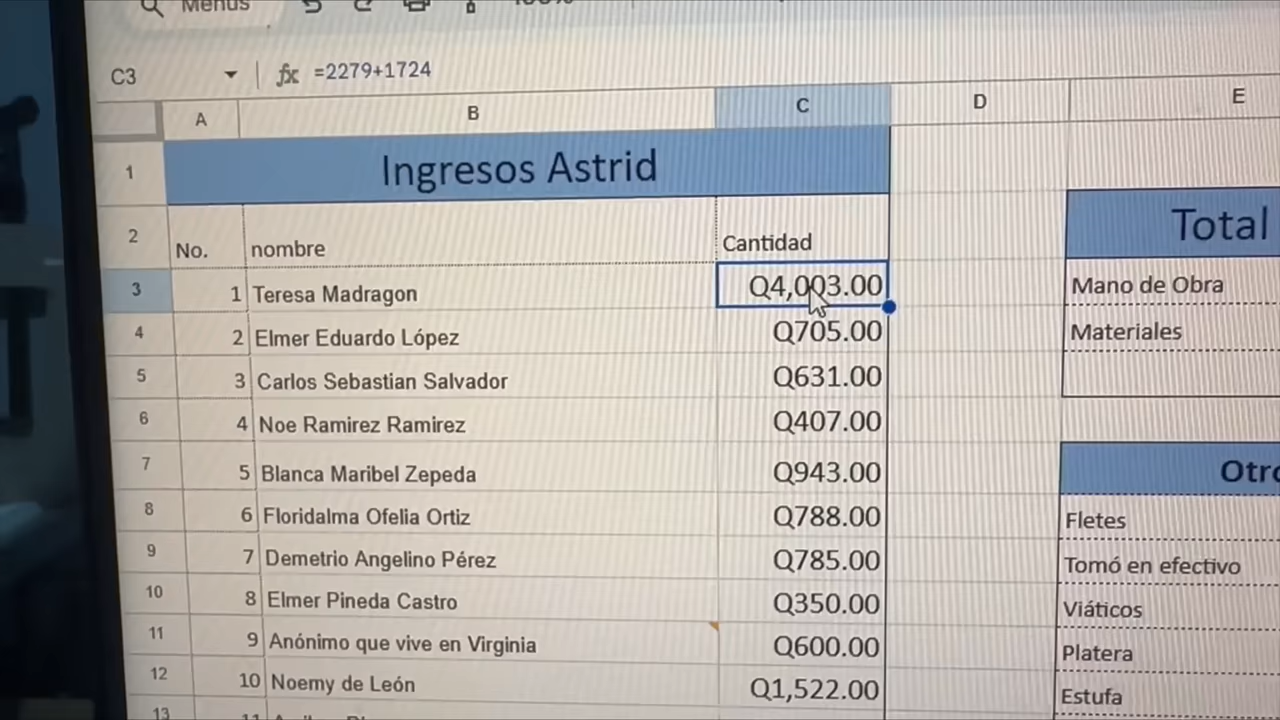 Menús
C3 fx =2279+1724
A B C D E
1 Ingresos Astrid
2 No. nombre Cantidad Total
3 1 Teresa Madragon Q4,003.00 Mano de Obra
4 2 Elmer Eduardo López Q705.00 Materiales
5 3 Carlos Sebastian Salvador Q631.00
6 4 Noe Ramirez Ramirez Q407.00
7 5 Blanca Maribel Zepeda Q943.00 Otro
8 6 Floridalma Ofelia Ortiz Q788.00 Fletes
9 7 Demetrio Angelino Pérez Q785.00 Tomó en efectivo
10 8 Elmer Pineda Castro Q350.00 Viáticos
11 9 Anónimo que vive en Virginia Q600.00 Platera
12 10 Noemy de León Q1,522.00 Estufa
13